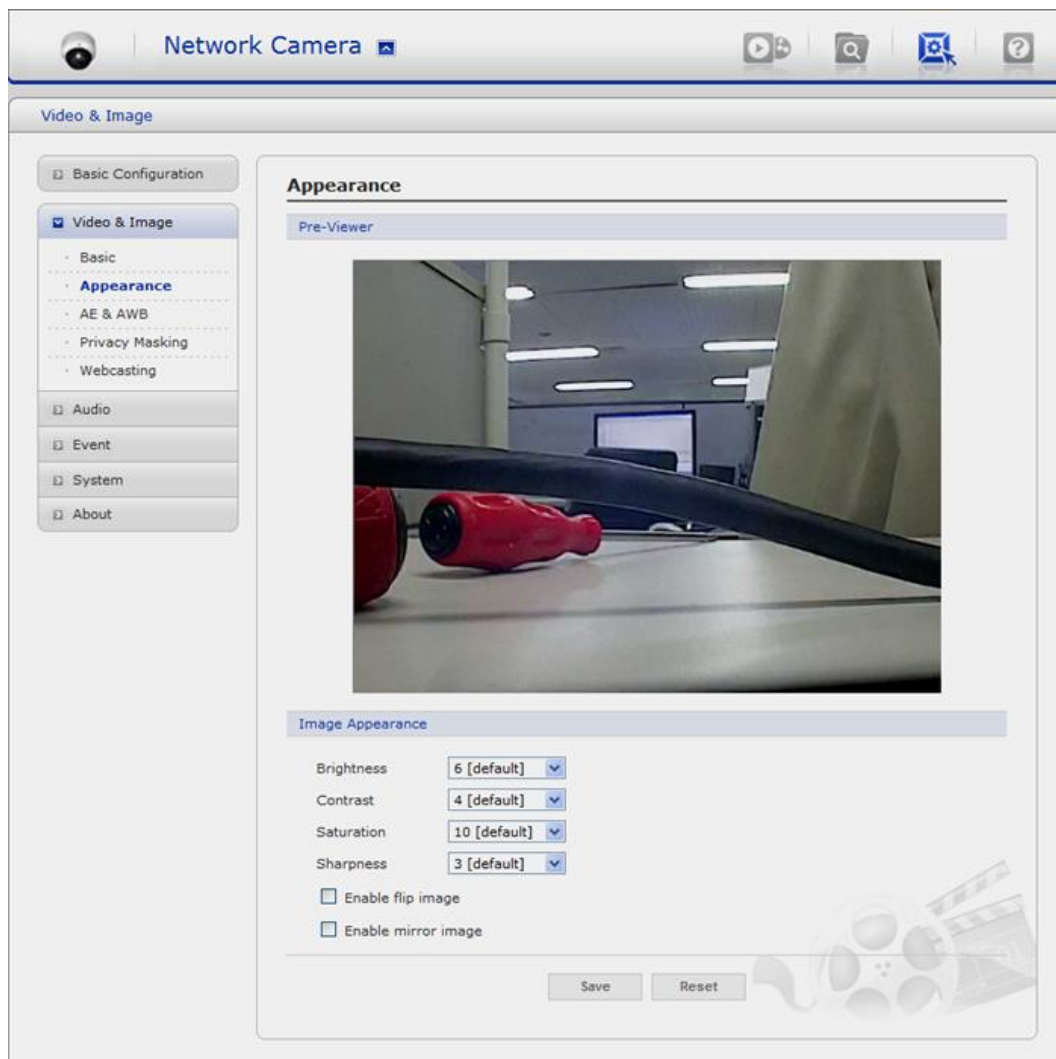 Network Camera
Video & Image
Basic Configuration
Video & Image
Basic
Appearance
AE & AWB
Privacy Masking
Webcasting
Audio
Event
System
About
Appearance
Pre-Viewer
Image Appearance
Brightness 6 [default]
Contrast 4 [default]
Saturation 10 [default]
Sharpness 3 [default]
Enable flip image
Enable mirror image
Save Reset